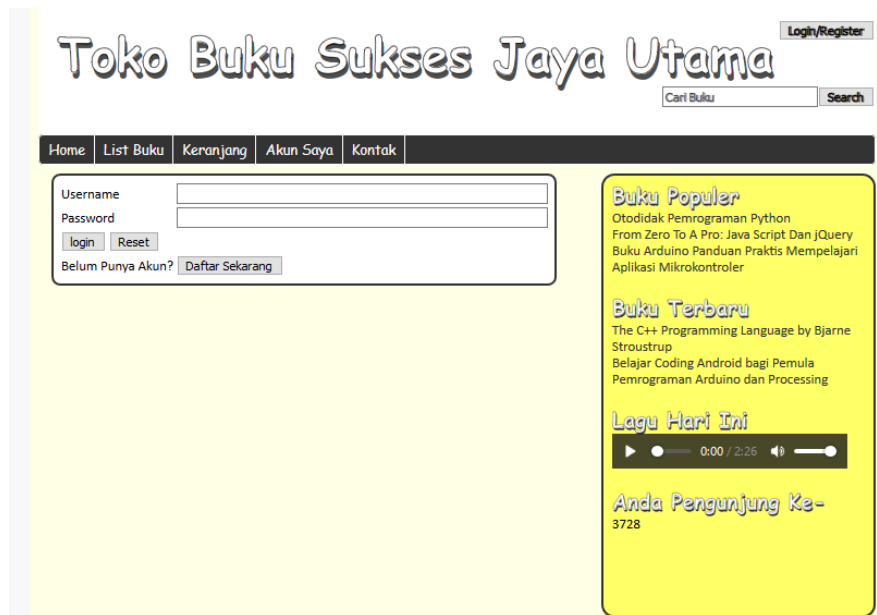 Login/Register
Toko Buku Sukses Jaya Utama
Cari Buku Search
Home List Buku Keranjang Akun Saya Kontak
Username
Password
login Reset
Belum Punya Akun? Daftar Sekarang
Buku Populer
Otodidak Pemrograman Python
From Zero To A Pro: Java Script Dan jQuery
Buku Arduino Panduan Praktis Mempelajari
Aplikasi Mikrokontroler
Buku Terbaru
The C++ Programming Language by Bjarne
Stroustrup
Belajar Coding Android bagi Pemula
Pemrograman Arduino dan Processing
Lagu Hari Ini
0:00 / 2:26
Anda Pengunjung Ke-
3728